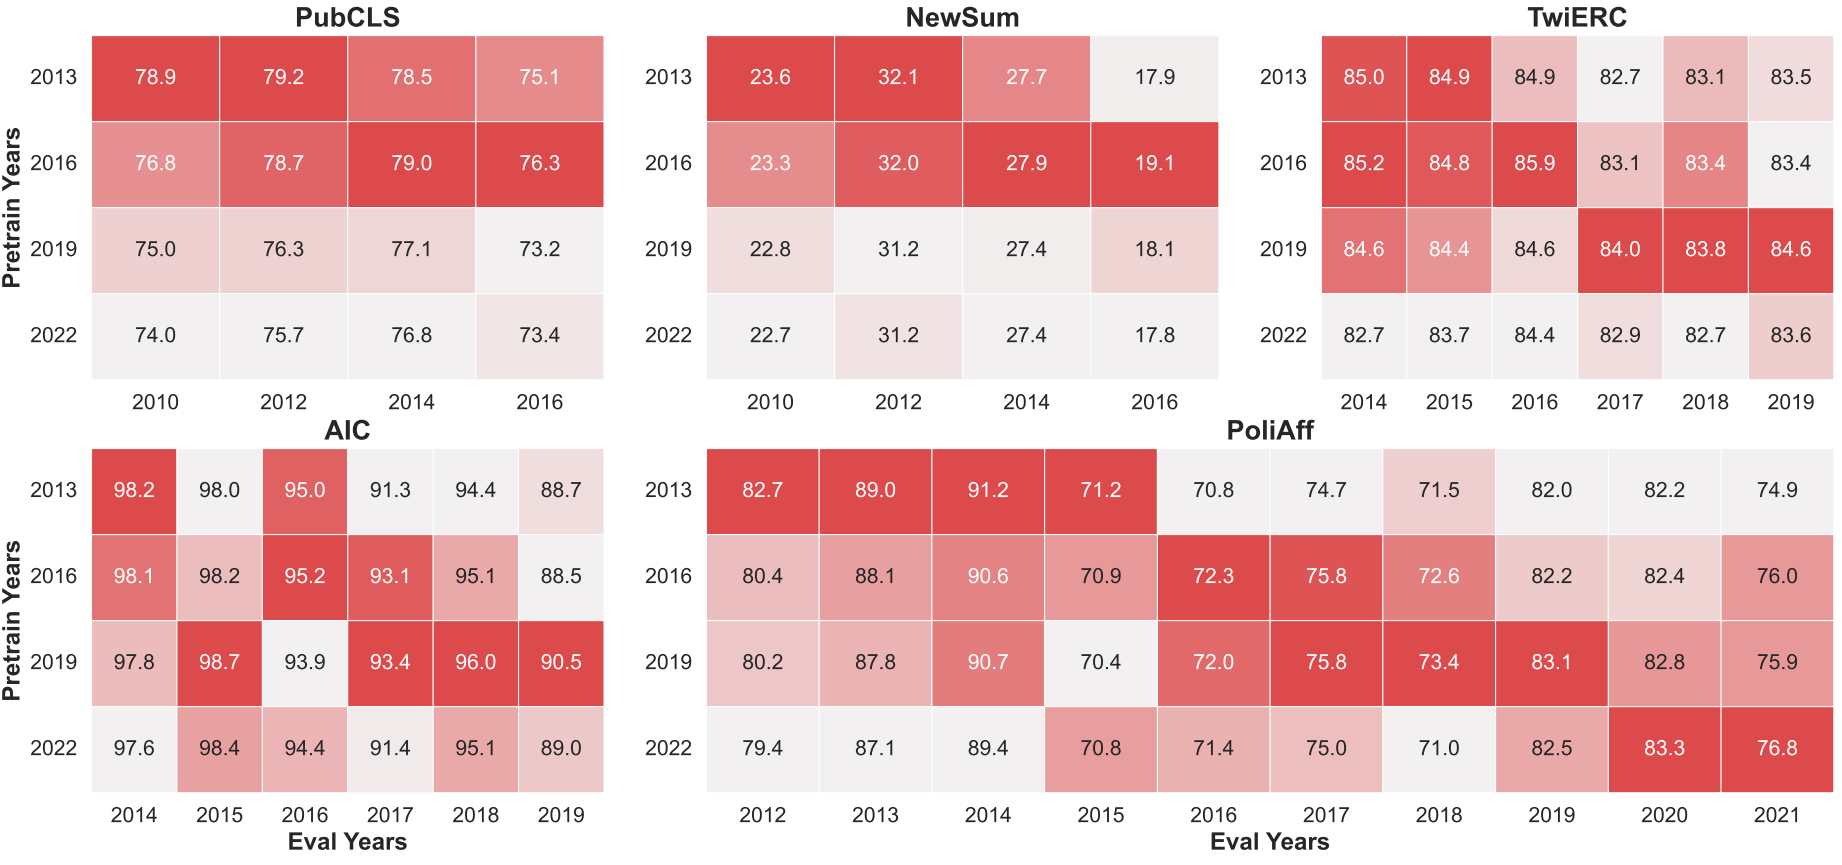 PubCLS NewSum TwiERC
2013 78.9 79.2 78.5 75.1 2013 23.6 32.1 27.7 17.9 2013 85.0 84.9 84.9 82.7 83.1 83.5
Pretrain Years
2016 76.8 78.7 79.0 76.3 2016 23.3 32.0 27.9 19.1 2016 85.2 84.8 85.9 83.1 83.4 83.4
2019 75.0 76.3 77.1 73.2 2019 22.8 31.2 27.4 18.1 2019 84.6 84.4 84.6 84.0 83.8 84.6
2022 74.0 75.7 76.8 73.4 2022 22.7 31.2 27.4 17.8 2022 82.7 83.7 84.4 82.9 82.7 83.6
2010 2012 2014 2016 2010 2012 2014 2016 2014 2015 2016 2017 2018 2019
AIC PoliAff
2013 98.2 98.0 95.0 91.3 94.4 88.7 2013 82.7 89.0 91.2 71.2 70.8 74.7 71.5 82.0 82.2 74.9
Pretrain Years
2016 98.1 98.2 95.2 93.1 95.1 88.5 2016 80.4 88.1 90.6 70.9 72.3 75.8 72.6 82.2 82.4 76.0
2019 97.8 98.7 93.9 93.4 96.0 90.5 2019 80.2 87.8 90.7 70.4 72.0 75.8 73.4 83.1 82.8 75.9
2022 97.6 98.4 94.4 91.4 95.1 89.0 2022 79.4 87.1 89.4 70.8 71.4 75.0 71.0 82.5 83.3 76.8
2014 2015 2016 2017 2018 2019 2012 2013 2014 2015 2016 2017 2018 2019 2020 2021
Eval Years Eval Years